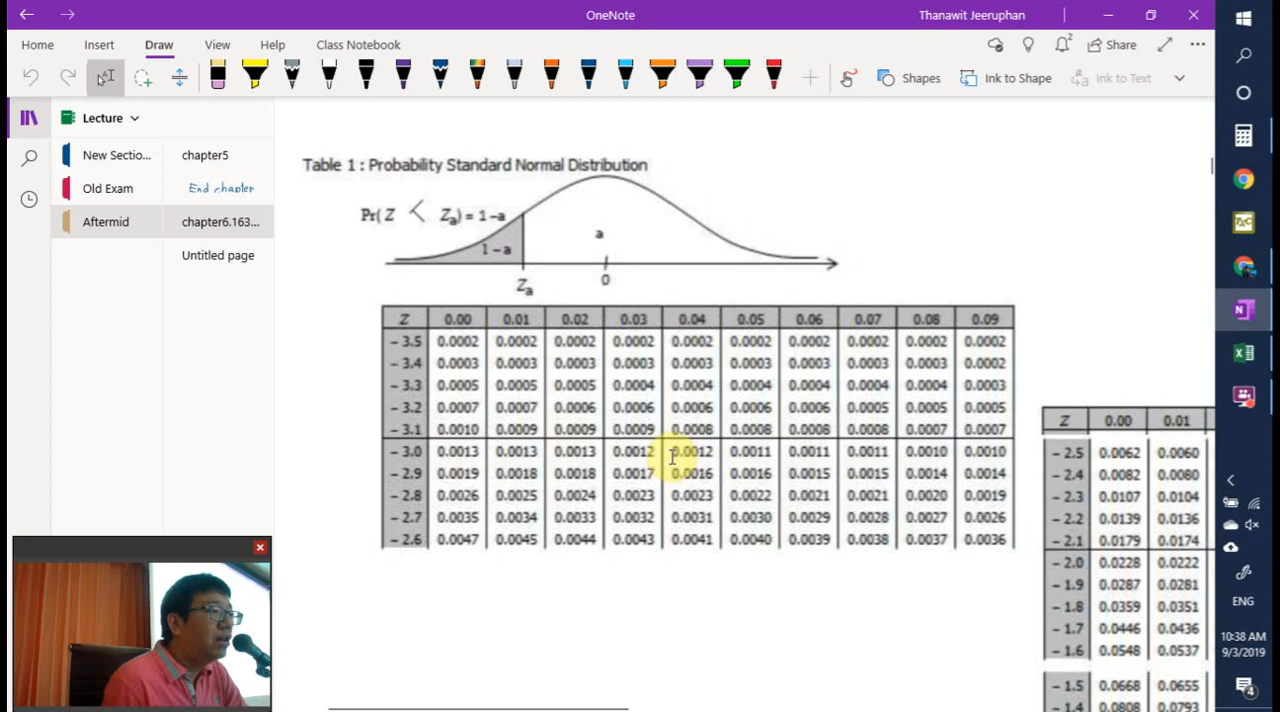 OneNote
Thanawit Jeeruphan
Home Insert Draw View Help Class Notebook
Share
Shapes Ink to Shape Ink to Text
Lecture
New Sectio... chapter5
Old Exam End chapter
Aftermid chapter6.163...
Untitled page
Table 1 : Probability Standard Normal Distribution
Pr( Z < Za) = 1 -a
1 - a
a
Za
0
Z 0.00 0.01 0.02 0.03 0.04 0.05 0.06 0.07 0.08 0.09
- 3.5 0.0002 0.0002 0.0002 0.0002 0.0002 0.0002 0.0002 0.0002 0.0002 0.0002
- 3.4 0.0003 0.0003 0.0003 0.0003 0.0003 0.0003 0.0003 0.0003 0.0003 0.0002
- 3.3 0.0005 0.0005 0.0005 0.0004 0.0004 0.0004 0.0004 0.0004 0.0004 0.0003
- 3.2 0.0007 0.0007 0.0006 0.0006 0.0006 0.0006 0.0006 0.0005 0.0005 0.0005
- 3.1 0.0010 0.0009 0.0009 0.0009 0.0008 0.0008 0.0008 0.0008 0.0007 0.0007
- 3.0 0.0013 0.0013 0.0013 0.0012 0.0012 0.0011 0.0011 0.0011 0.0010 0.0010
- 2.9 0.0019 0.0018 0.0018 0.0017 0.0016 0.0016 0.0015 0.0015 0.0014 0.0014
- 2.8 0.0026 0.0025 0.0024 0.0023 0.0023 0.0022 0.0021 0.0021 0.0020 0.0019
- 2.7 0.0035 0.0034 0.0033 0.0032 0.0031 0.0030 0.0029 0.0028 0.0027 0.0026
- 2.6 0.0047 0.0045 0.0044 0.0043 0.0041 0.0040 0.0039 0.0038 0.0037 0.0036
Z 0.00 0.01
- 2.5 0.0062 0.0060
- 2.4 0.0082 0.0080
- 2.3 0.0107 0.0104
- 2.2 0.0139 0.0136
- 2.1 0.0179 0.0174
- 2.0 0.0228 0.0222
- 1.9 0.0287 0.0281
- 1.8 0.0359 0.0351
- 1.7 0.0446 0.0436
- 1.6 0.0548 0.0537
- 1.5 0.0668 0.0655
- 1.4 0.0808 0.0793
ENG
10:38 AM
9/3/2019
4